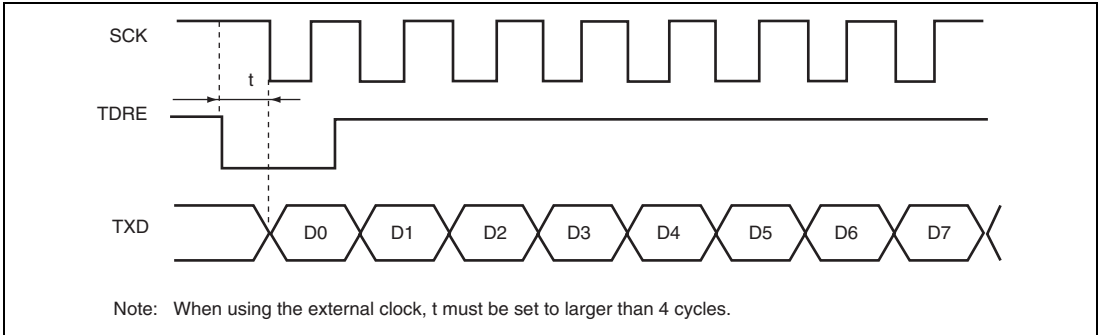 SCK
t
TDRE
TXD D0 D1 D2 D3 D4 D5 D6 D7
Note: When using the external clock, t must be set to larger than 4 cycles.